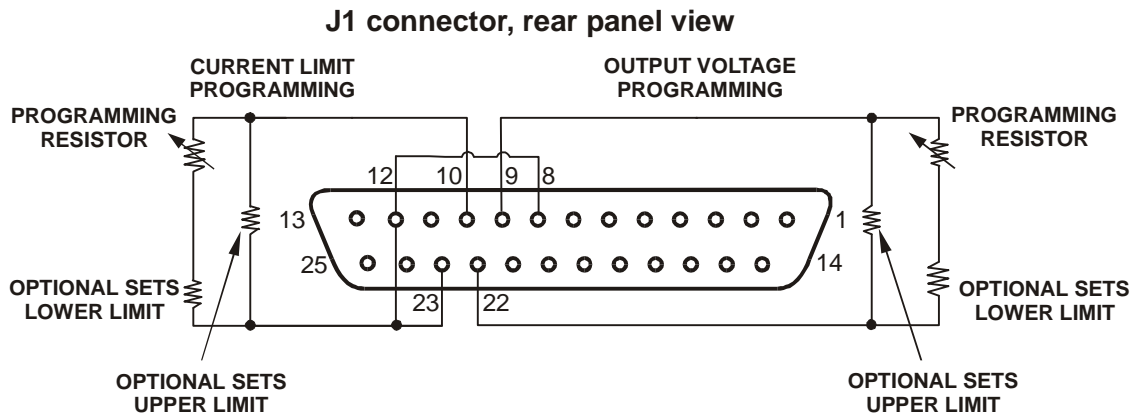 J1 connector, rear panel view
CURRENT LIMIT
PROGRAMMING
OUTPUT VOLTAGE
PROGRAMMING
PROGRAMMING
RESISTOR
PROGRAMMING
RESISTOR
12 10 9 8
13
1
25
14
23 22
OPTIONAL SETS
LOWER LIMIT
OPTIONAL SETS
LOWER LIMIT
OPTIONAL SETS
UPPER LIMIT
OPTIONAL SETS
UPPER LIMIT